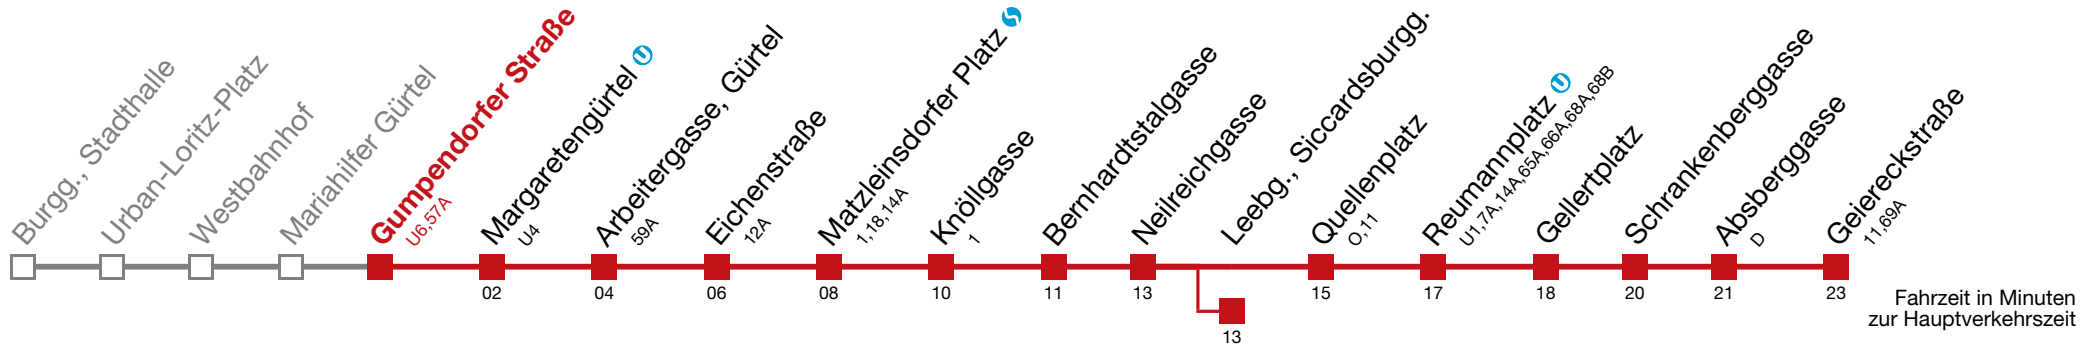 Burgg., Stadthalle
Urban-Loritz-Platz
Westbahnhof
Mariahilfer Gürtel
Gumpendorfer Straße
U6,57A
Margaretengürtel U
U4
Arbeitergasse, Gürtel
59A
Eichenstraße
12A
Matzleinsdorfer Platz S
1,18,14A
Knöllgasse
1
Bernhardtstalgasse
Neilreichgasse
Leebg., Siccardsburgg.
Quellenplatz
O,11
Reumannplatz U
U1,7A,14A,65A,66A,68A,68B
Gellertplatz
Schrankenberggasse
Absberggasse
D
Geiereckstraße
11,69A
02 04 06 08 10 11 13 15 17 18 20 21 23
13
Fahrzeit in Minuten
zur Hauptverkehrszeit